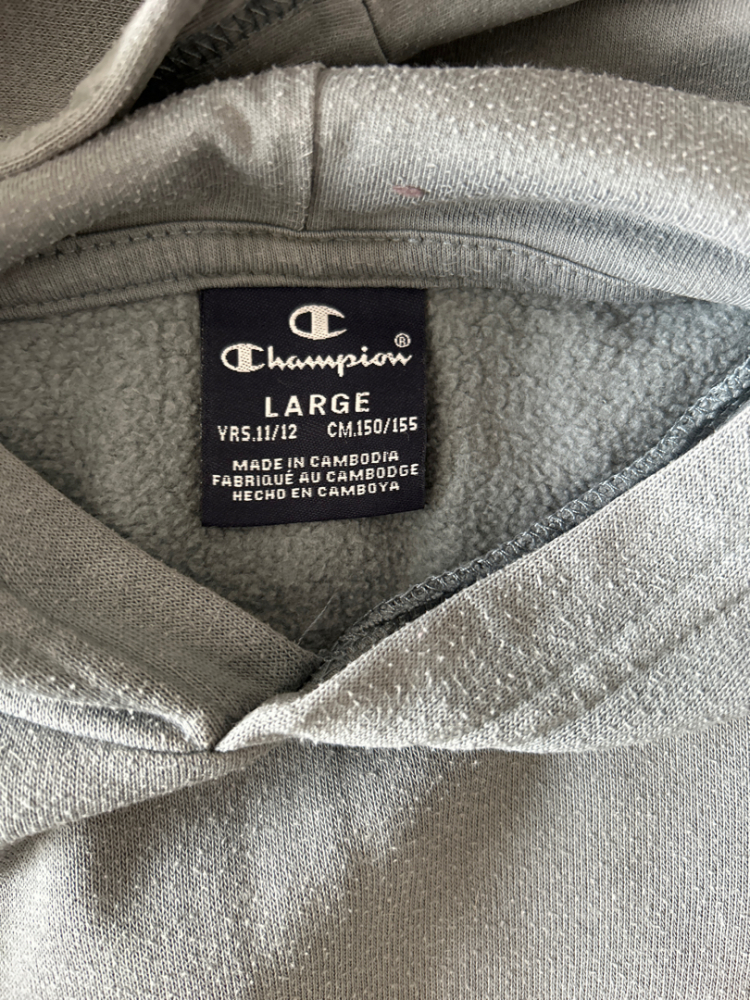 Champion®
LARGE
YRS.11/12 CM.150/155
MADE IN CAMBODIA
FABRIQUÉ AU CAMBODGE
HECHO EN CAMBOYA